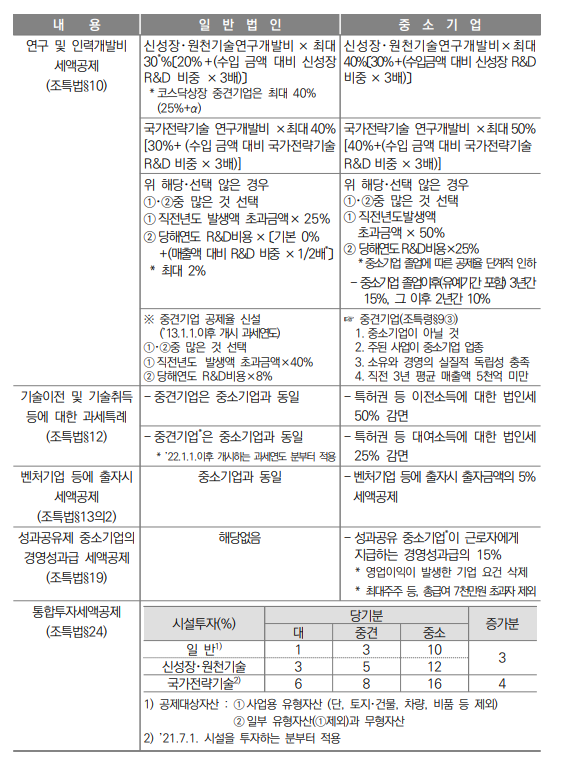 내 용 일 반 법 인 중 소 기 업
연구 및 인력개발비
세액공제
(조특법§10)
신성장·원천기술연구개발비 × 최대
30*%[20% +(수입 금액 대비 신성장
R&D 비중 × 3배)]
* 코스닥상장 중견기업은 최대 40%
(25%+α)
신성장·원천기술연구개발비 × 최대
40%[30%+(수입금액 대비 신성장 R&D
비중 × 3배)]
국가전략기술 연구개발비 ×최대 40%
[30%+ (수입 금액 대비 국가전략기술
R&D 비중 × 3배)]
국가전략기술 연구개발비 ×최대 50%
[40%+(수입 금액 대비 국가전략기술
R&D 비중 × 3배)]
위 해당·선택 않은 경우
①·②중 많은 것 선택
① 직전년도 발생액 초과금액× 25%
② 당해연도 R&D비용 × [기본 0%
+(매출액 대비 R&D 비중 × 1/2배*]
* 최대 2%
위 해당·선택 않은 경우
①·②중 많은 것 선택
① 직전년도발생액
초과금액 × 50%
② 당해연도 R&D비용×25%
* 중소기업 졸업에 따른 공제율 단계적 인하
- 중소기업 졸업이후(유예기간 포함) 3년간
15%, 그 이후 2년간 10%
※ 중견기업 공제율 신설
('13.1.1.이후 개시 과세연도)
①·②중 많은 것 선택
① 직전년도 발생액 초과금액×40%
② 당해연도 R&D비용×8%
☞ 중견기업(조특령§9③)
1. 중소기업이 아닐 것
2. 주된 사업이 중소기업 업종
3. 소유와 경영의 실질적 독립성 충족
4. 직전 3년 평균 매출액 5천억 미만
기술이전 및 기술취득
등에 대한 과세특례
(조특법§12)
- 중견기업은 중소기업과 동일
- 특허권 등 이전소득에 대한 법인세
50% 감면
- 중견기업*은 중소기업과 동일
* '22.1.1.이후 개시하는 과세연도 분부터 적용
- 특허권 등 대여소득에 대한 법인세
25% 감면
벤처기업 등에 출자시
세액공제
(조특법§13의2)
중소기업과 동일
- 벤처기업 등에 출자시 출자금액의 5%
세액공제
성과공유제 중소기업의
경영성과급 세액공제
(조특법§19)
해당없음
- 성과공유 중소기업*이 근로자에게
지급하는 경영성과급의 15%
* 영업이익이 발생한 기업 요건 삭제
* 최대주주 등, 총급여 7천만원 초과자 제외
통합투자세액공제
(조특법§24)
시설투자(%) 당기분 증가분
대 중견 중소
일 반1) 1 3 10 3
신성장·원천기술 3 5 12
국가전략기술2) 6 8 16 4
1) 공제대상자산 : ① 사업용 유형자산 (단, 토지·건물, 차량, 비품 등 제외)
② 일부 유형자산(①제외)과 무형자산
2) '21.7.1. 시설을 투자하는 분부터 적용